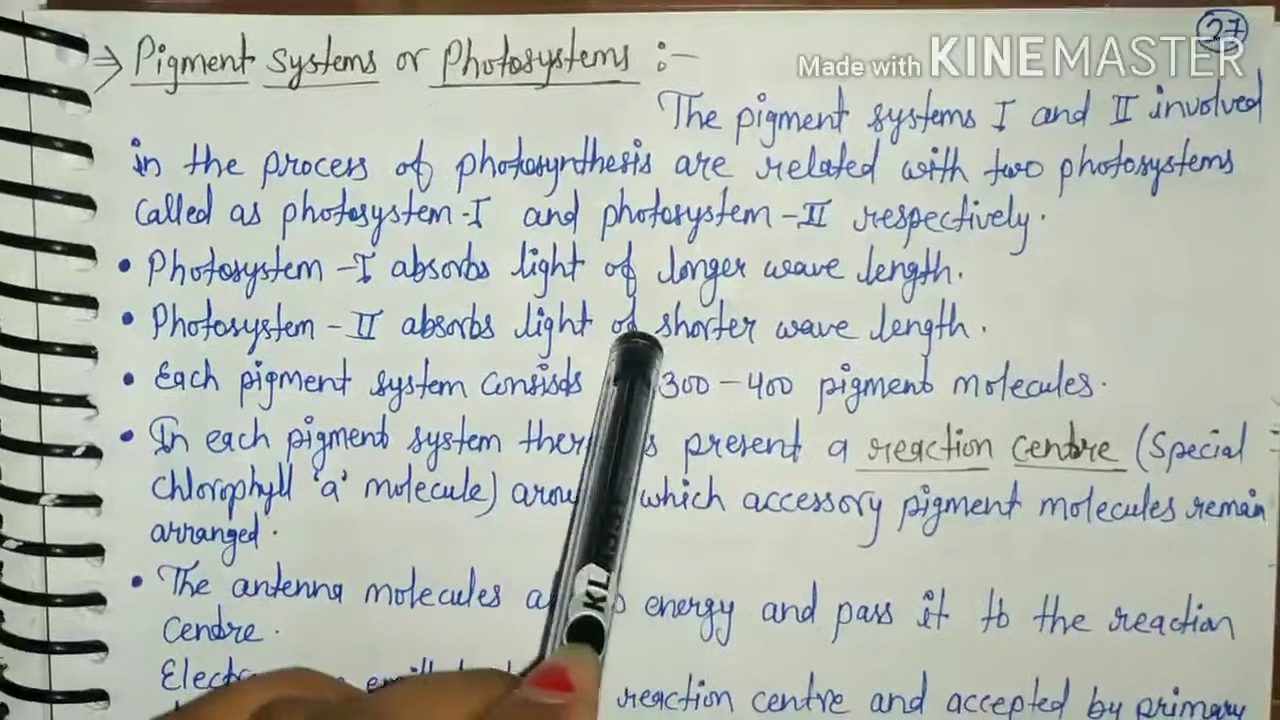 27
Made with KINEMASTER
⇒ Pigment Systems or Photosystems :-
The pigment systems I and II involved
in the process of photosynthesis are related with two photosystems
called as photosystem-I and photosystem-II respectively.
• Photosystem-I absorbs light of longer wave length.
• Photosystem-II absorbs light of shorter wave length.
• Each pigment system consists 300-400 pigment molecules.
• In each pigment system present a reaction centre (Special
chlorophyll 'a' molecule) which accessory pigment molecules remain
arranged.
• The antenna molecules energy and pass it to the reaction
centre.
reaction centre and accepted by primary
KL